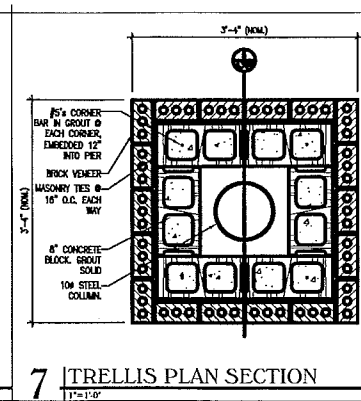 3'-4" (NOM.)
#5's CORNER
BAR IN GROUT @
EACH CORNER,
EMBEDDED 12"
INTO PIER
BRICK VENEER
MASONRY TIES @
16" O.C. EACH
WAY
3'-4" (NOM.)
8" CONCRETE
BLOCK. GROUT
SOLID
10ø STEEL
COLUMN.
7 TRELLIS PLAN SECTION
1"=1'-0"